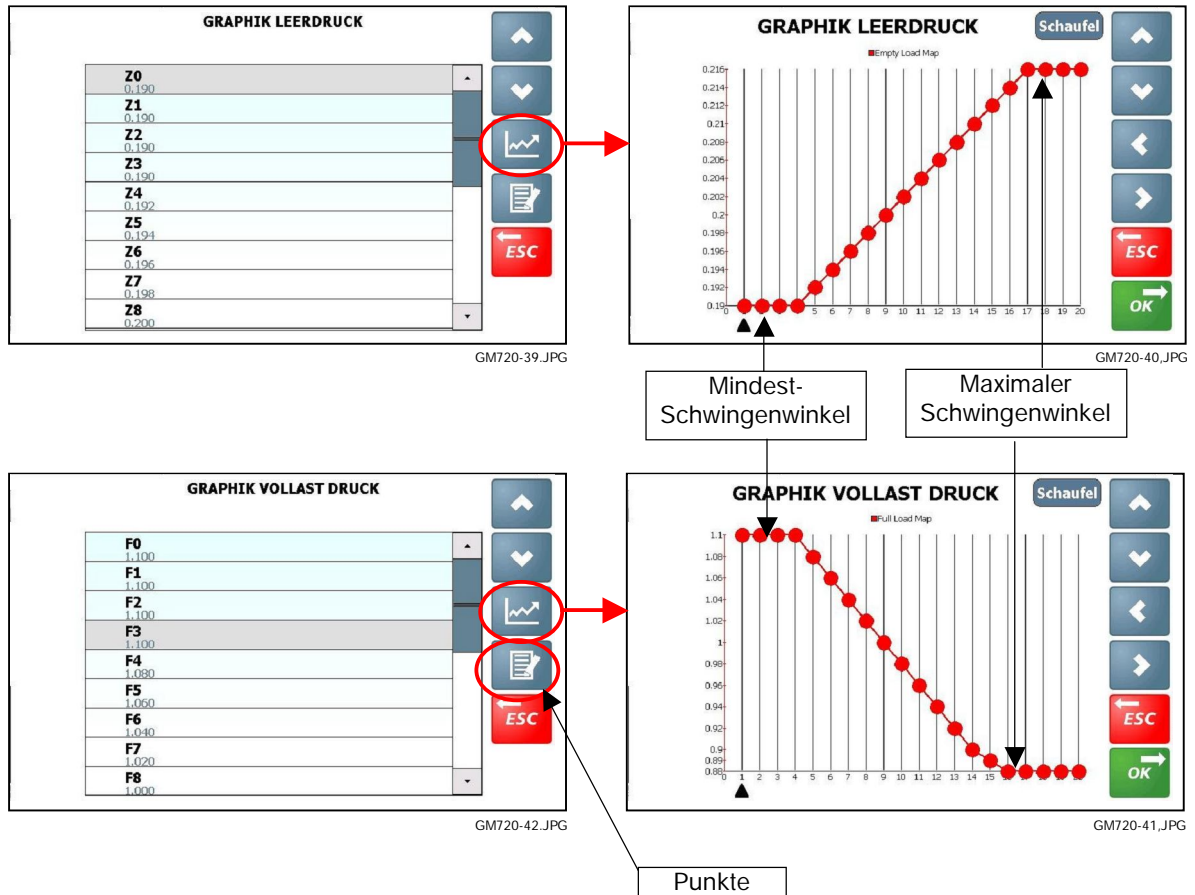 GRAPHIK LEERDRUCK
Z0
0.190
Z1
0.190
Z2
0.190
Z3
0.190
Z4
0.192
Z5
0.194
Z6
0.196
Z7
0.198
Z8
0.200
ESC
GM720-39.JPG
GRAPHIK LEERDRUCK
Schaufel
Empty Load Map
0.216
0.214
0.212
0.21
0.208
0.206
0.204
0.202
0.2
0.198
0.196
0.194
0.192
0.19
0 5 6 7 8 9 10 11 12 13 14 15 16 17 18 19 20
ESC
OK
GM720-40,JPG
Mindest-
Schwingenwinkel
Maximaler
Schwingenwinkel
GRAPHIK VOLLAST DRUCK
F0
1.100
F1
1.100
F2
1.100
F3
1.100
F4
1.080
F5
1.060
F6
1.040
F7
1.020
F8
1.000
ESC
GM720-42.JPG
GRAPHIK VOLLAST DRUCK
Schaufel
Full Load Map
1.1
1.08
1.06
1.04
1.02
1
0.98
0.96
0.94
0.92
0.9
0.89
0.88
0 1 2 3 4 5 6 7 8 9 10 11 12 13 14 15
ESC
OK
GM720-41,JPG
Punkte